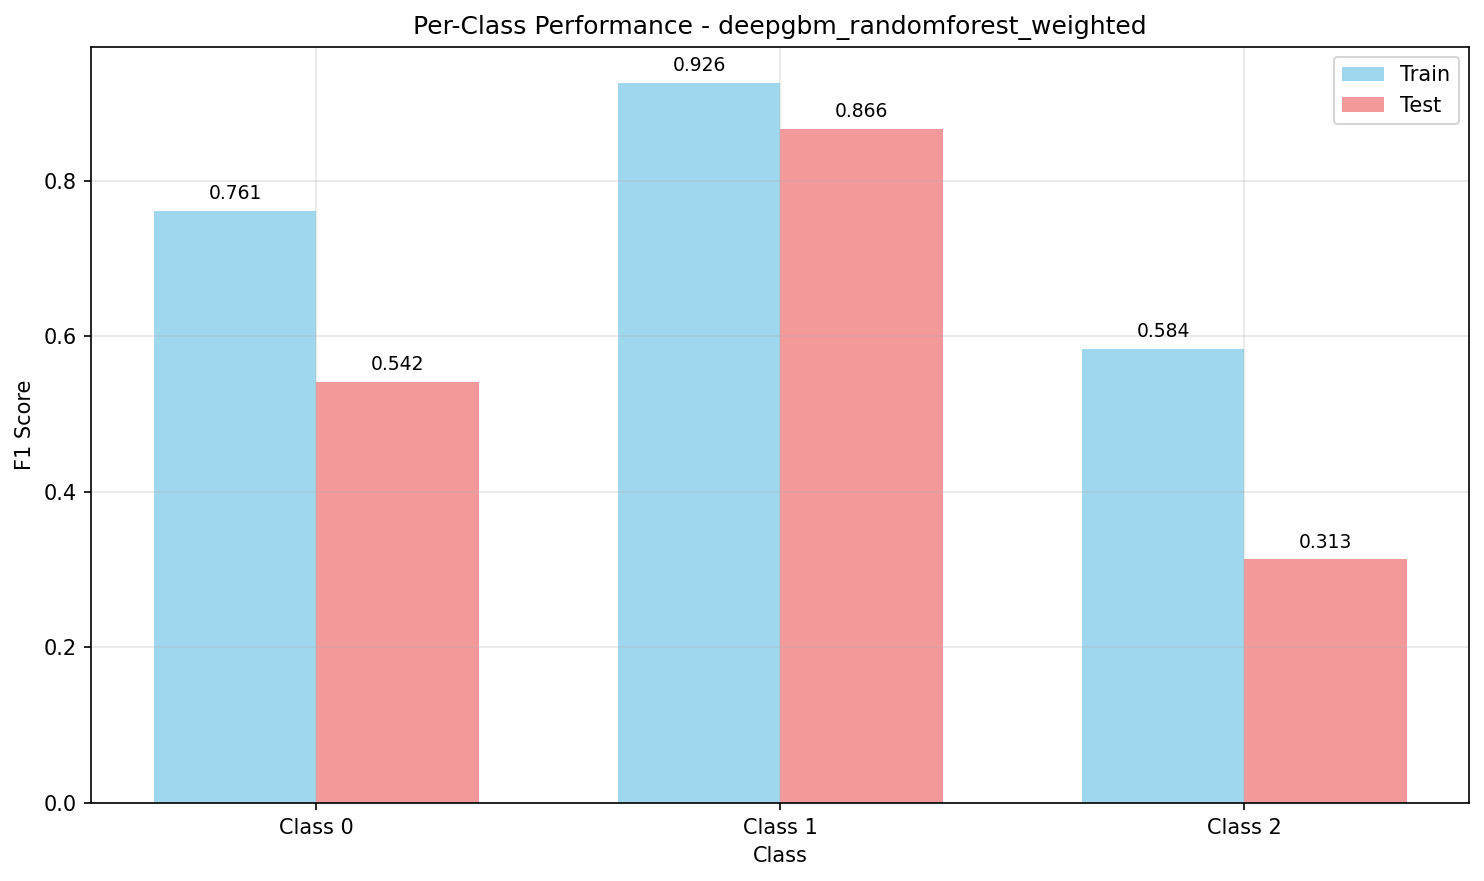 Per-Class Performance - deepgbm_randomforest_weighted
Train
Test
0.926
0.866
0.761
0.542
0.584
0.313
F1 Score
0.8
0.6
0.4
0.2
0.0
Class 0
Class 1
Class 2
Class